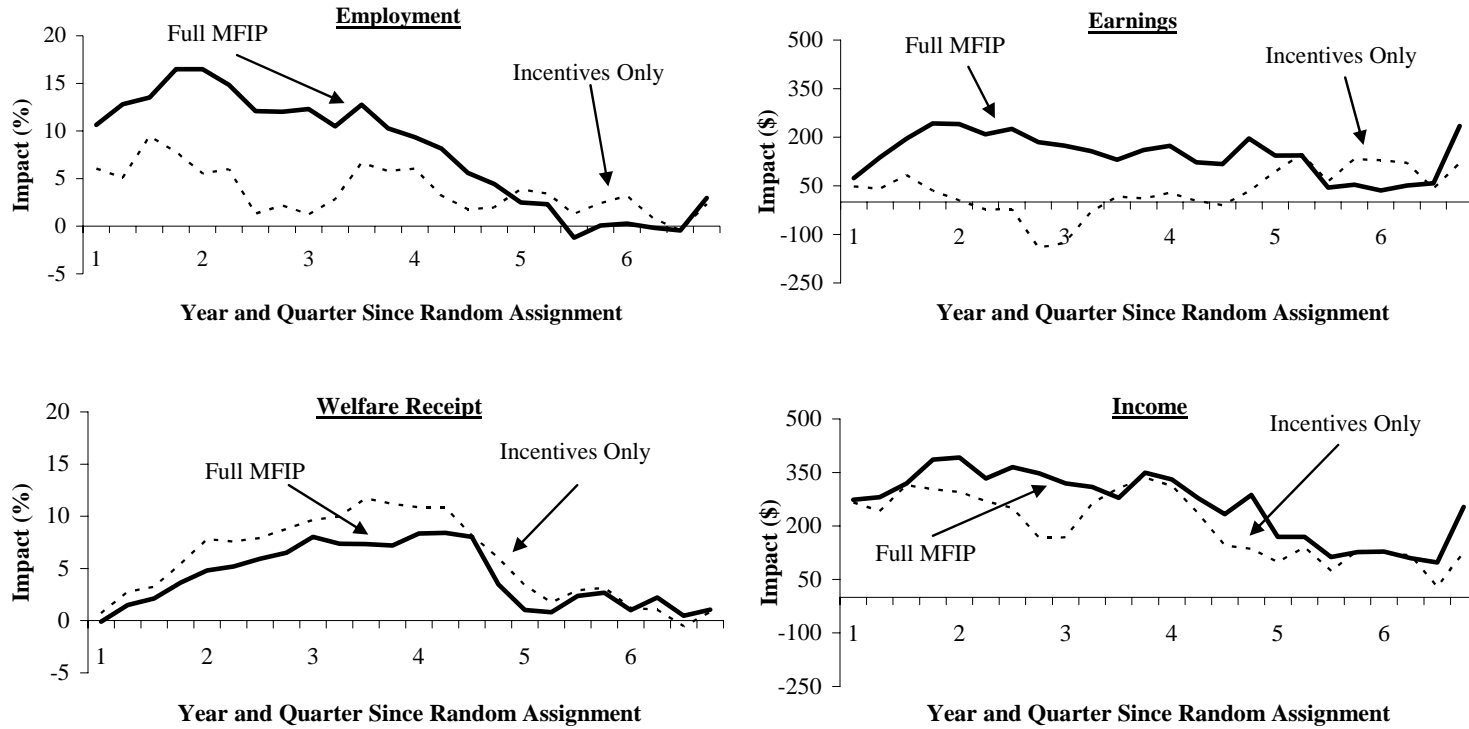 Employment
Full MFIP
Incentives Only
Impact (%)
20
15
10
5
0
-5
1 2 3 4 5 6
Year and Quarter Since Random Assignment
Earnings
Full MFIP
Incentives Only
Impact ($)
500
350
200
50
-100
-250
1 2 3 4 5 6
Year and Quarter Since Random Assignment
Welfare Receipt
Incentives Only
Full MFIP
Impact (%)
20
15
10
5
0
-5
1 2 3 4 5 6
Year and Quarter Since Random Assignment
Income
Incentives Only
Full MFIP
Impact ($)
500
350
200
50
-100
-250
1 2 3 4 5 6
Year and Quarter Since Random Assignment